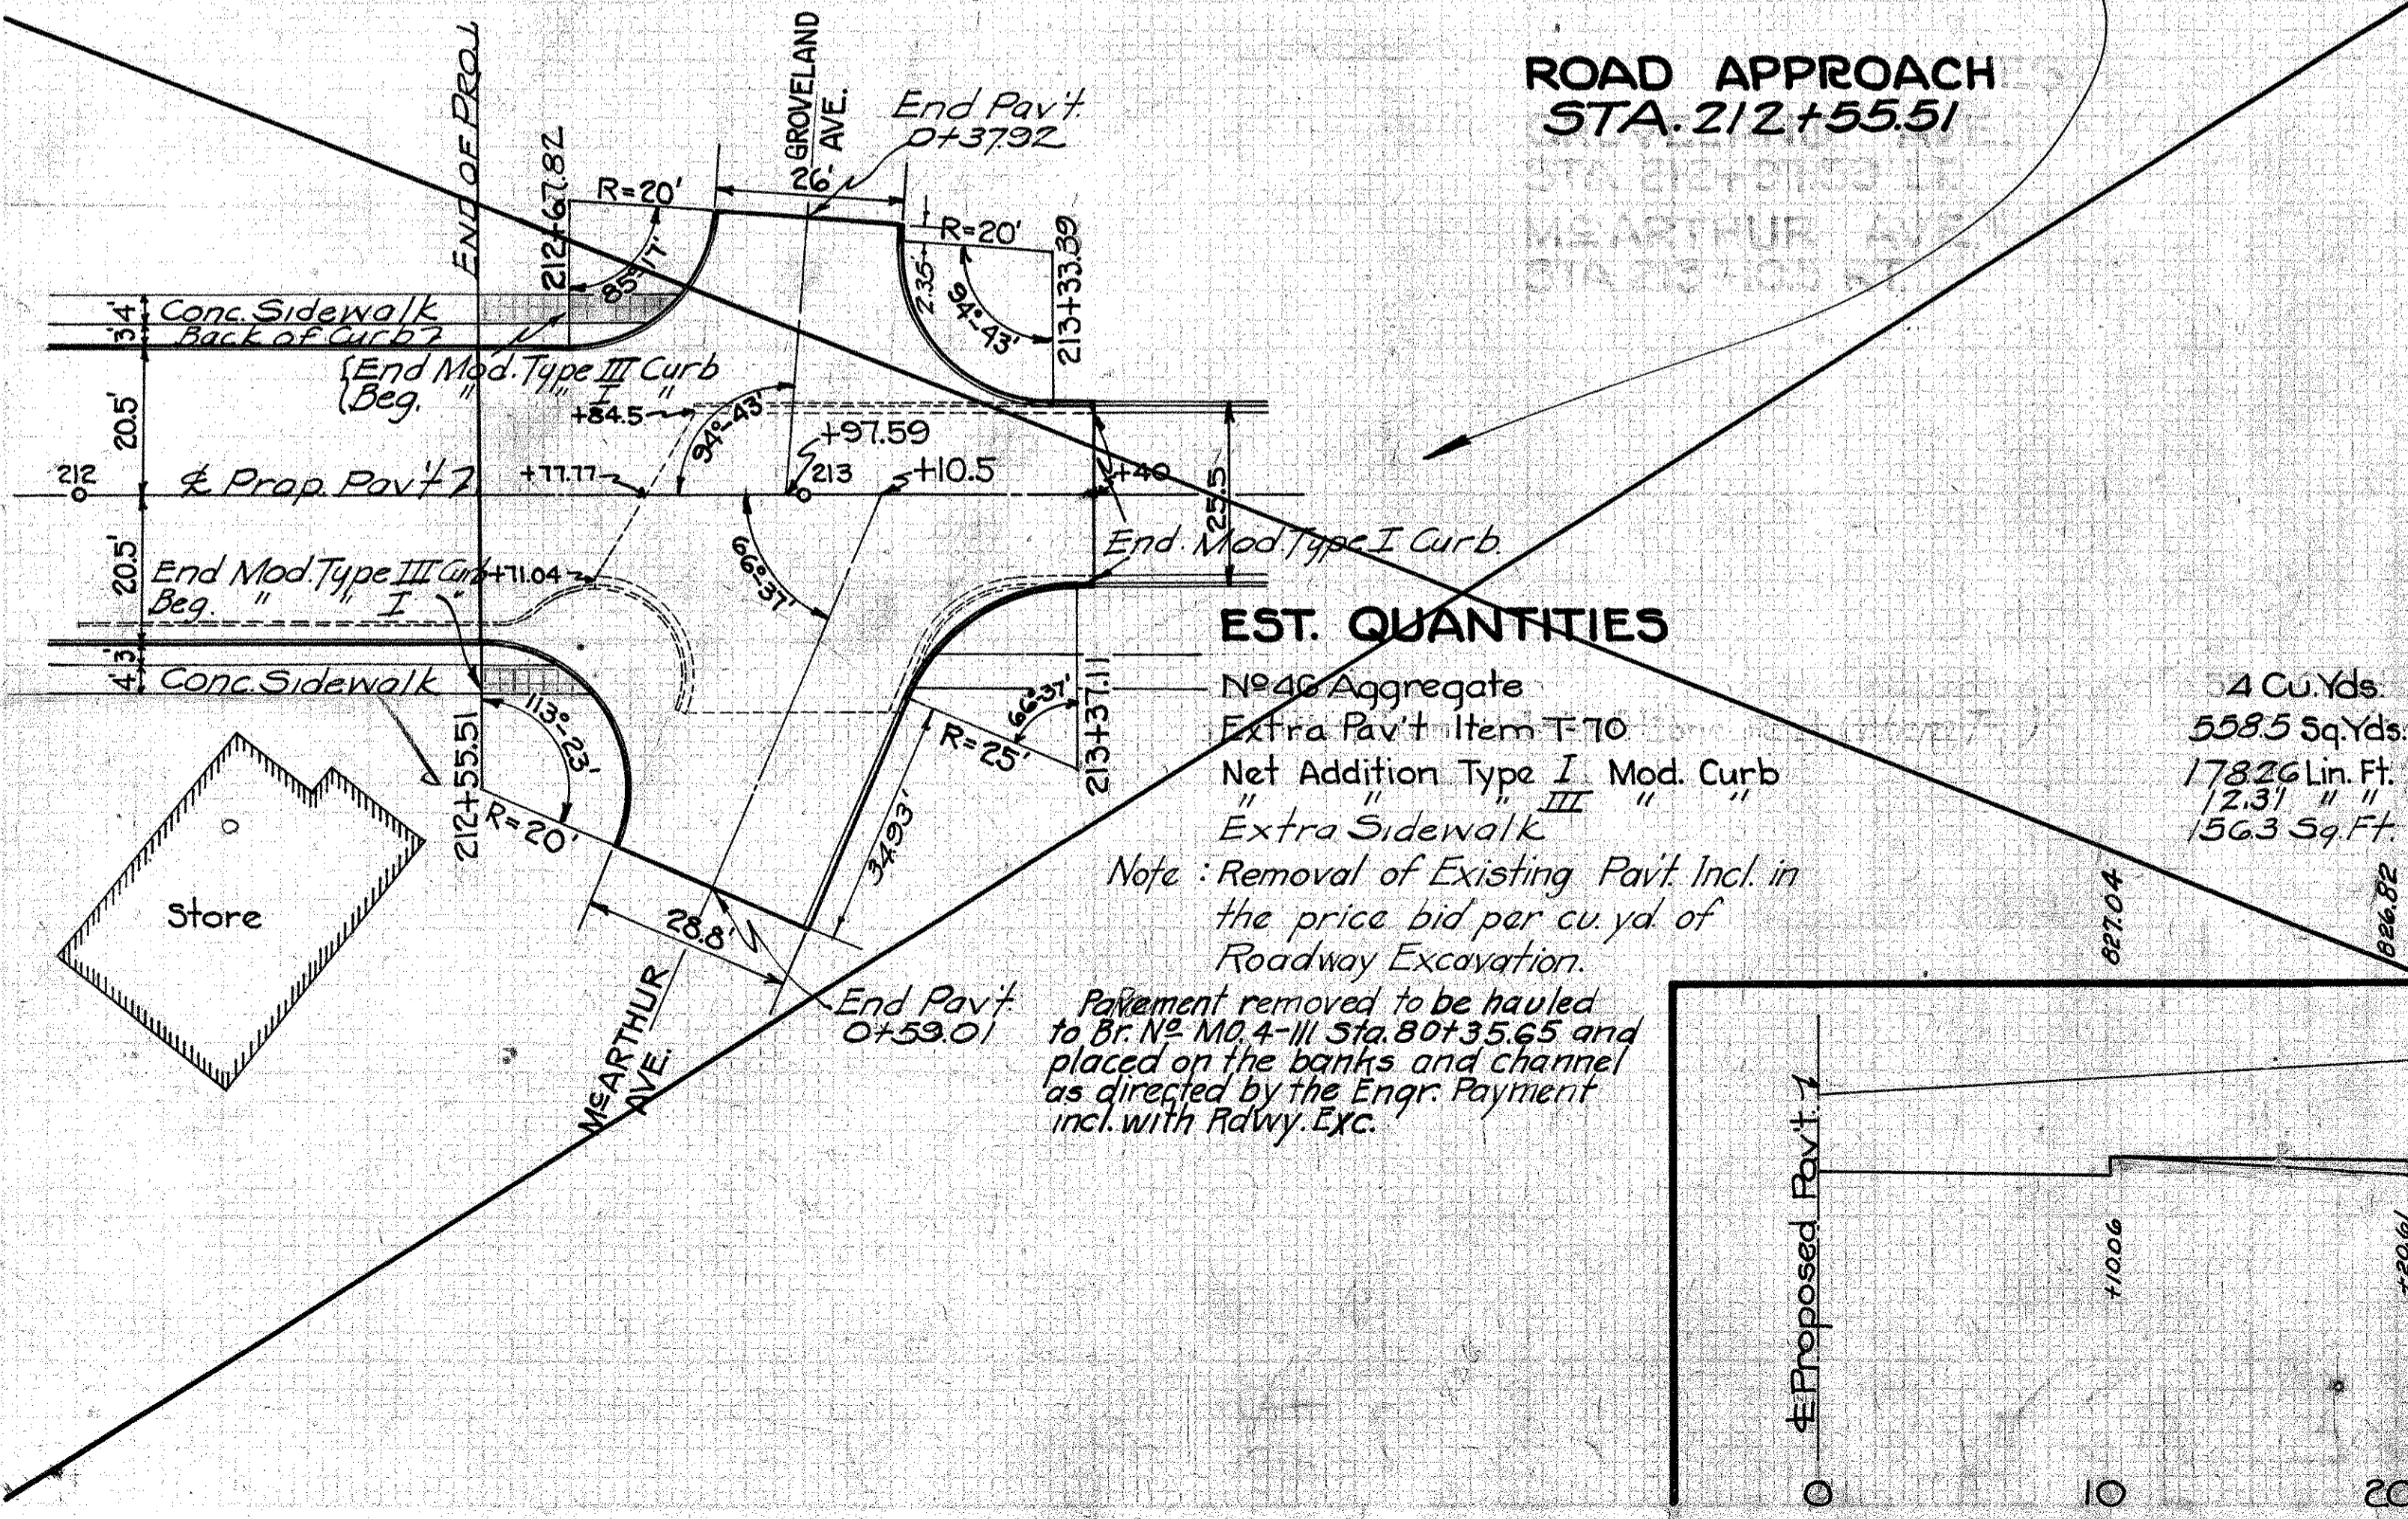 ROAD APPROACH
STA. 212+55.51
END OF PROJ
212+67.82
R=20'
85°-17'
GROVELAND
AVE.
26'
End Pav't.
0+37.92
R=20'
2.35'
94°-43'
213+33.39
4'
Conc. Sidewalk
3'
Back of Curb
End Mod. Type III Curb
Beg. " " I "
+84.5
94°-43'
20.5'
+97.59
212
℄ Prop. Pav't
+77.77
213
+10.5
+40
25.5
20.5'
66°-37'
End. Mod. Type I Curb.
End Mod. Type III Curb
Beg. " " I "
+71.04
3'
4'
Conc. Sidewalk
113°-23'
212+55.51
R=20'
66°-37'
R=25'
213+37.11
34.93'
28.8'
Store
McARTHUR
AVE.
End Pav't.
0+59.01
EST. QUANTITIES
No 46 Aggregate 4 Cu. Yds.
Extra Pav't Item T-70 558.5 Sq. Yds.
Net Addition Type I Mod. Curb 178.26 Lin. Ft.
" " " III " " 12.31 " "
Extra Sidewalk 156.3 Sq. Ft.
Note : Removal of Existing Pav't. Incl. in
the price bid per cu. yd. of
Roadway Excavation.
Pavement removed to be hauled
to Br. No MO. 4-111 Sta. 80+35.65 and
placed on the banks and channel
as directed by the Engr. Payment
incl. with Rdwy. Exc.
827.04
826.82
℄ Proposed Pav't.
+10.06
+20.61
0
10
20